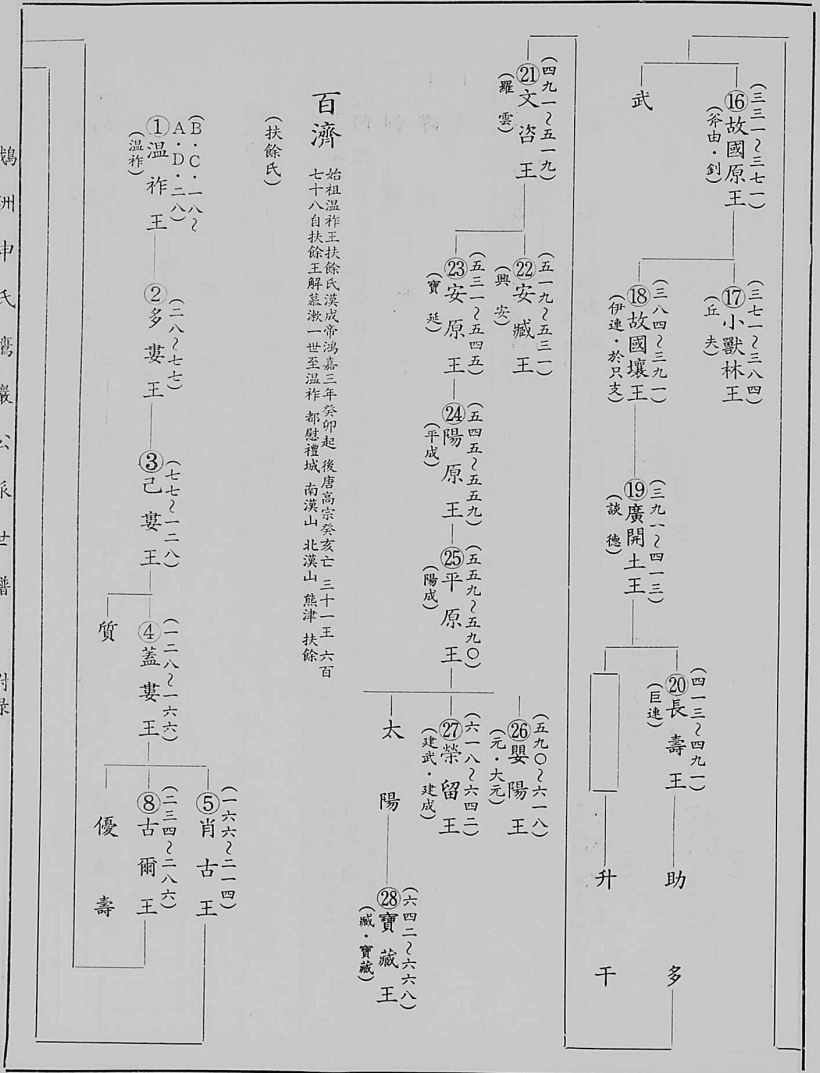 (三三一~三七一)
⑯故國原王
(斧由·釗)
武
(三七一~三八四)
⑰小獸林王
(丘夫)
(三八四~三九一)
⑱故國壤王
(伊連·於只支)
(三九一~四一三)
⑲廣開土王
(談德)
(四一三~四九一)
⑳長壽王
(巨連)
助多
升干
(四九一~五一九)
㉑文咨王
(羅雲)
(五一九~五三一)
㉒安臧王
(興安)
(五三一~五四五)
㉓安原王
(寶延)
(五四五~五五九)
㉔陽原王
(平成)
(五五九~五九〇)
㉕平原王
(陽成)
(五九〇~六一八)
㉖嬰陽王
(元·大元)
(六一八~六四二)
㉗榮留王
(建武·建成)
太陽
(六四二~六六八)
㉘寶藏王
(臧·寶藏)
百濟
始祖温祚王扶餘氏漢成帝鴻嘉三年癸卯起 後唐高宗癸亥亡 三十一王 六百
七十八自扶餘王解慕漱一世至温祚 都慰禮城 南漢山 北漢山 熊津 扶餘
(扶餘氏)
(B·C·一八~
A·D·二八)
①温祚王
(温祚)
(二八~七七)
②多婁王
(七七~一二八)
③己婁王
(一二八~一六六)
④蓋婁王
質
(一六六~二一四)
⑤肖古王
(二三四~二八六)
⑧古爾王
優壽
鵝洲申氏鷹巖公派世譜 附録